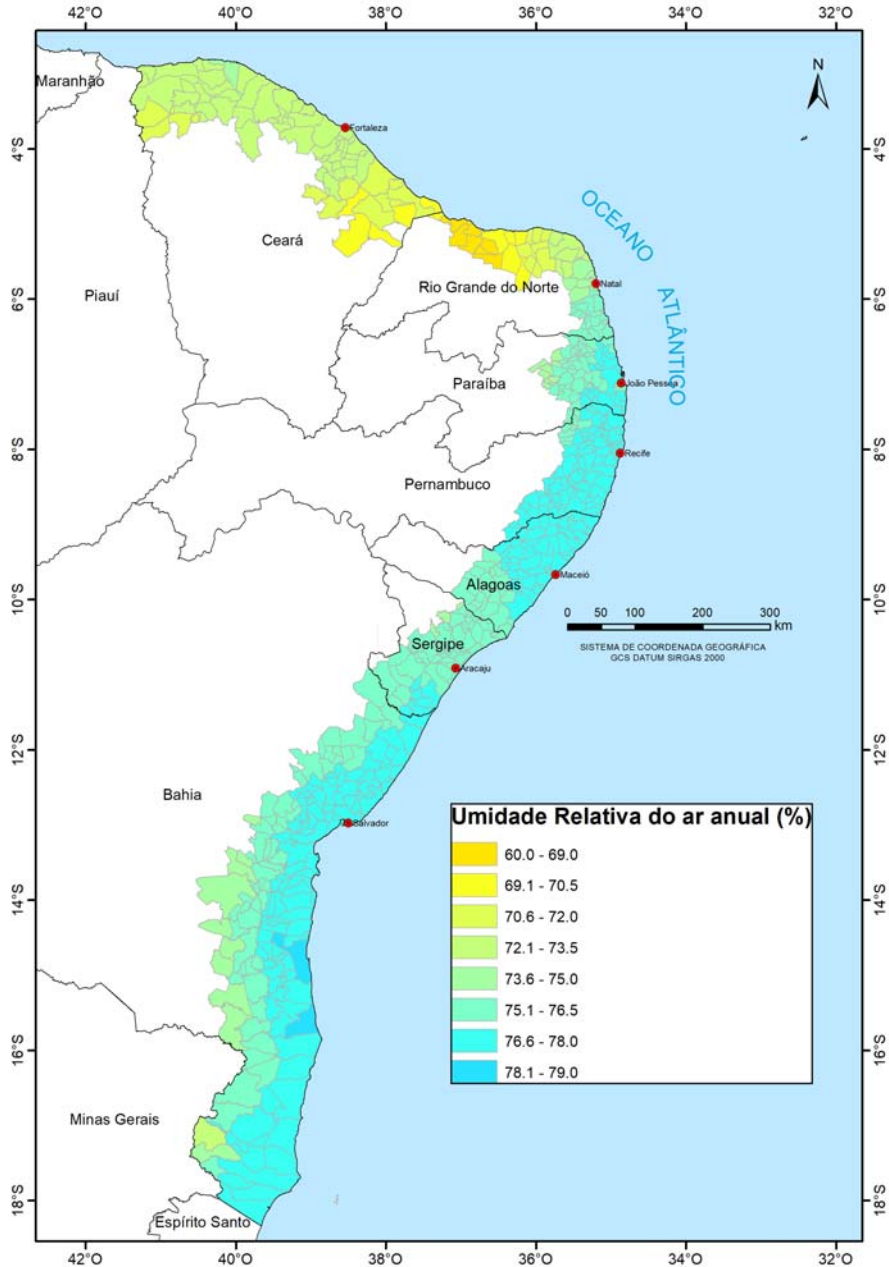 42°O 40°O 38°O 36°O 34°O 32°O
N
Maranhão
Fortaleza
4°S 4°S
OCEANO
ATLÂNTICO
Ceará
Piauí
Rio Grande do Norte
Natal
6°S 6°S
Paraíba
João Pessoa
8°S 8°S
Recife
Pernambuco
Maceió
Alagoas
10°S 10°S
0 50 100 200 300
km
SISTEMA DE COORDENADA GEOGRÁFICA
GCS DATUM SIRGAS 2000
Sergipe
Aracaju
12°S 12°S
Bahia
Salvador
Umidade Relativa do ar anual (%)
60.0 - 69.0
69.1 - 70.5
70.6 - 72.0
72.1 - 73.5
73.6 - 75.0
75.1 - 76.5
76.6 - 78.0
78.1 - 79.0
14°S 14°S
16°S 16°S
Minas Gerais
18°S 18°S
Espírito Santo
42°O 40°O 38°O 36°O 34°O 32°O